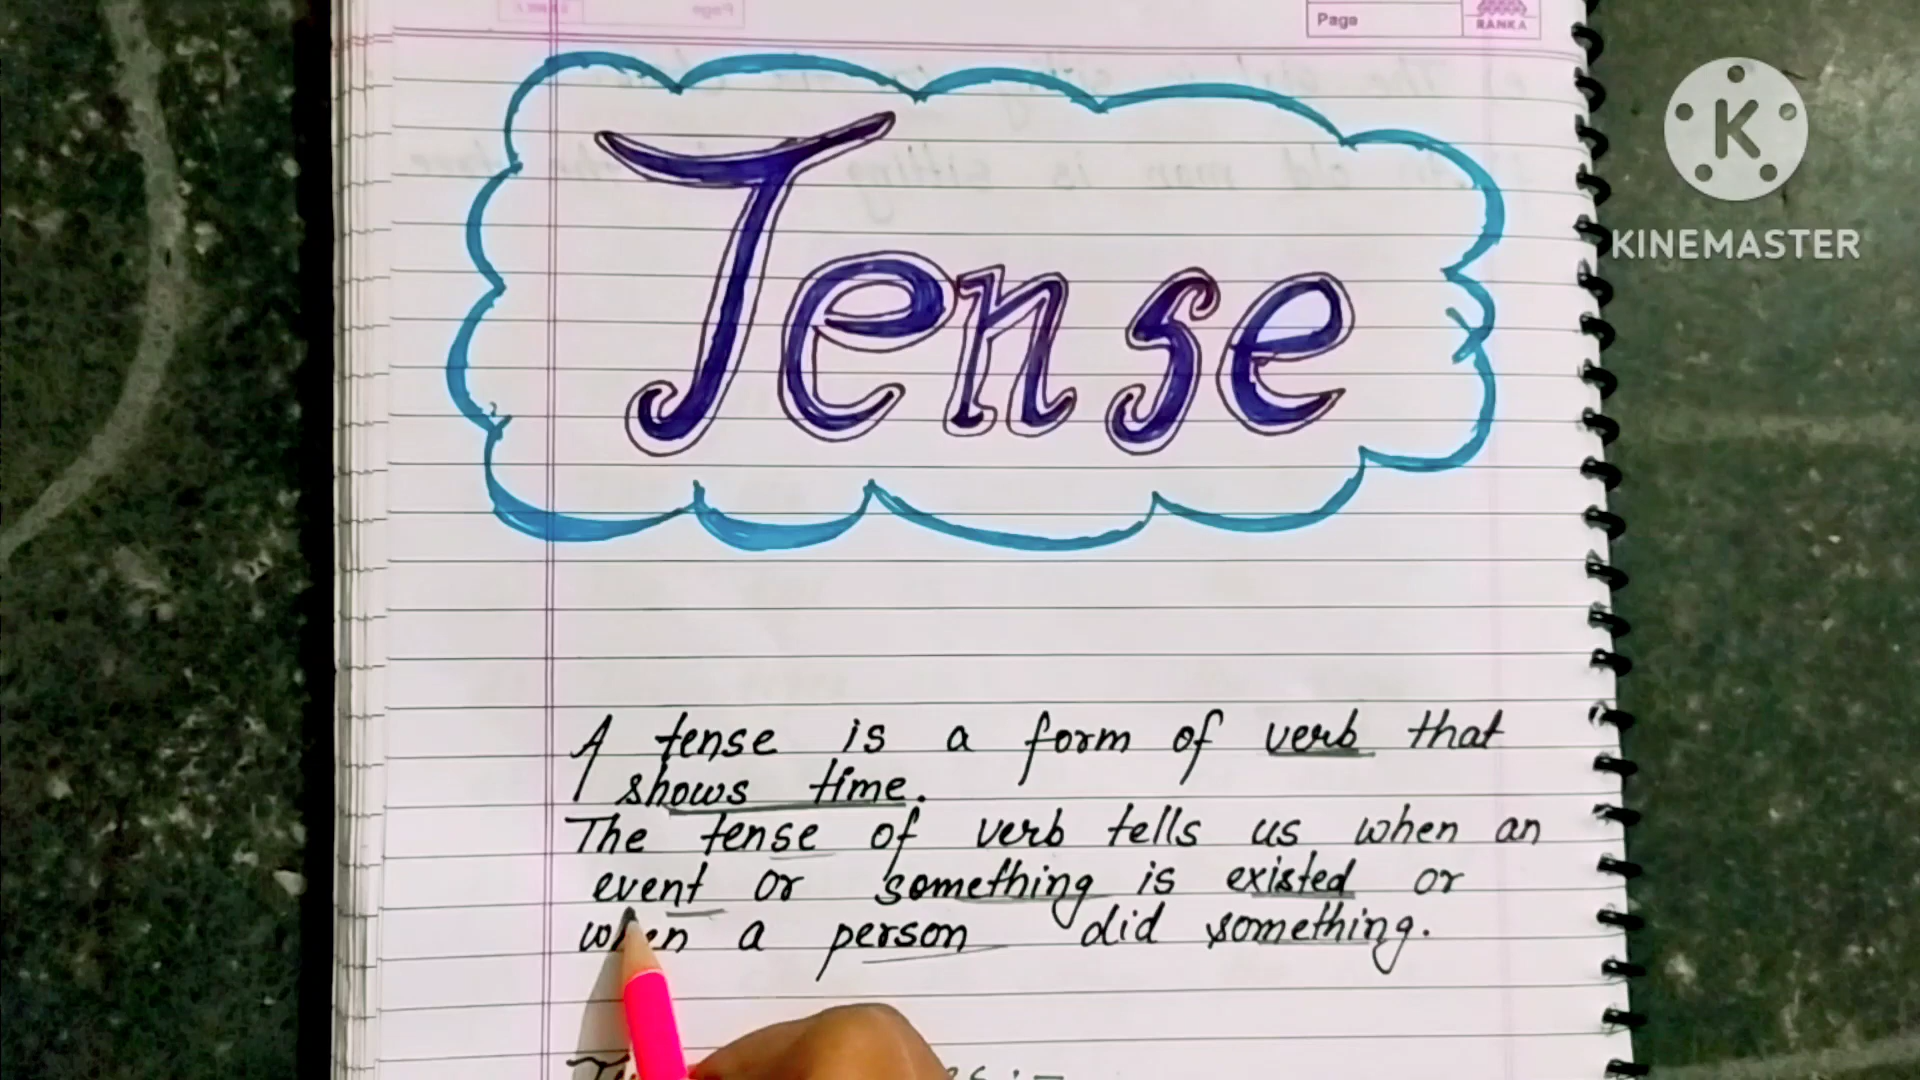 Page
RANKA
KINEMASTER
Tense
A tense is a form of verb that
shows time.
The tense of verb tells us when an
event or something is existed or
when a person did something.